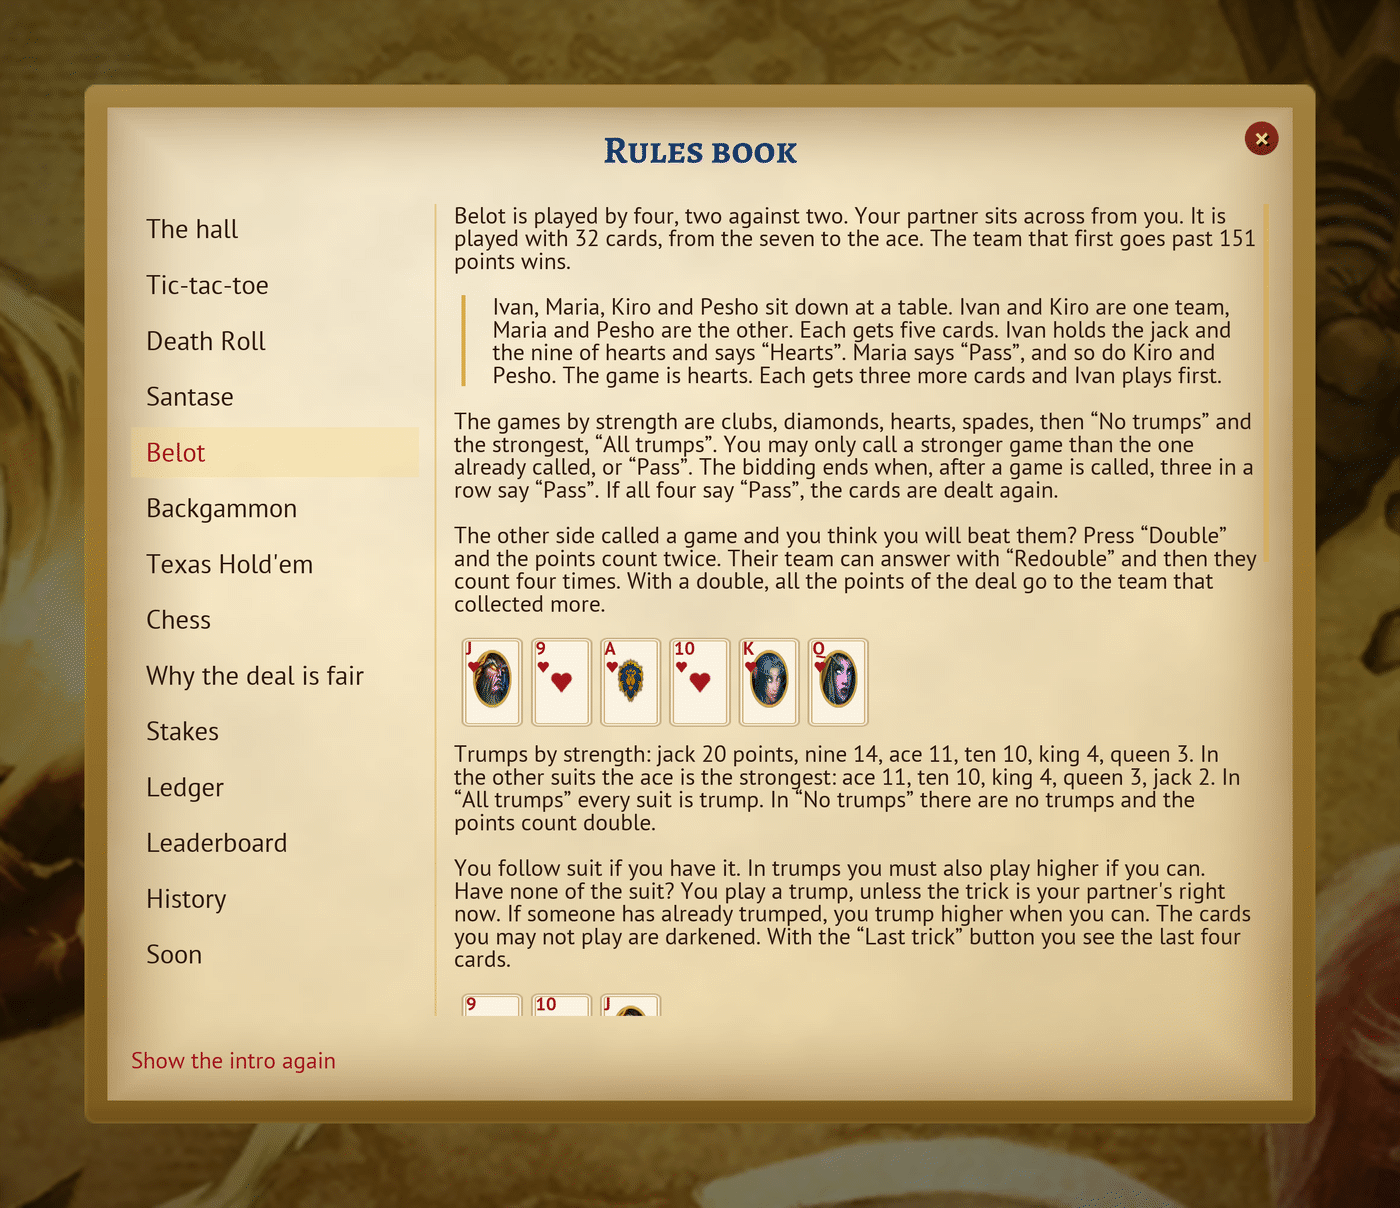 Rules book
The hall
Tic-tac-toe
Death Roll
Santase
Belot
Backgammon
Texas Hold'em
Chess
Why the deal is fair
Stakes
Ledger
Leaderboard
History
Soon
Show the intro again
Belot is played by four, two against two. Your partner sits across from you. It is
played with 32 cards, from the seven to the ace. The team that first goes past 151
points wins.
Ivan, Maria, Kiro and Pesho sit down at a table. Ivan and Kiro are one team,
Maria and Pesho are the other. Each gets five cards. Ivan holds the jack and
the nine of hearts and says “Hearts”. Maria says “Pass”, and so do Kiro and
Pesho. The game is hearts. Each gets three more cards and Ivan plays first.
The games by strength are clubs, diamonds, hearts, spades, then “No trumps” and
the strongest, “All trumps”. You may only call a stronger game than the one
already called, or “Pass”. The bidding ends when, after a game is called, three in a
row say “Pass”. If all four say “Pass”, the cards are dealt again.
The other side called a game and you think you will beat them? Press “Double”
and the points count twice. Their team can answer with “Redouble” and then they
count four times. With a double, all the points of the deal go to the team that
collected more.
J 9 A 10 K Q
Trumps by strength: jack 20 points, nine 14, ace 11, ten 10, king 4, queen 3. In
the other suits the ace is the strongest: ace 11, ten 10, king 4, queen 3, jack 2. In
“All trumps” every suit is trump. In “No trumps” there are no trumps and the
points count double.
You follow suit if you have it. In trumps you must also play higher if you can.
Have none of the suit? You play a trump, unless the trick is your partner's right
now. If someone has already trumped, you trump higher when you can. The cards
you may not play are darkened. With the “Last trick” button you see the last four
cards.
9 10 J